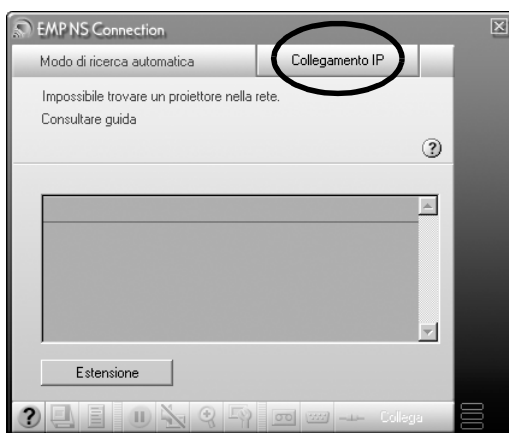 EMP NS Connection
Modo di ricerca automatica
Collegamento IP
Impossibile trovare un proiettore nella rete.
Consultare guida
?
Estensione
?
Collega